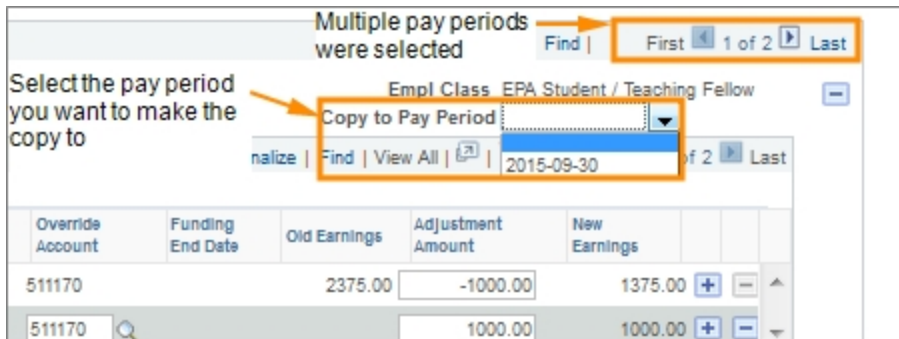 Multiple pay periods
were selected
Find | First 1 of 2 Last
Select the pay period
you want to make the
copy to
Empl Class EPA Student / Teaching Fellow
Copy to Pay Period
nalize | Find | View All | | of 2 Last
2015-09-30
Override Account Funding End Date Old Earnings Adjustment Amount New Earnings
511170 2375.00 -1000.00 1375.00
511170 1000.00 1000.00